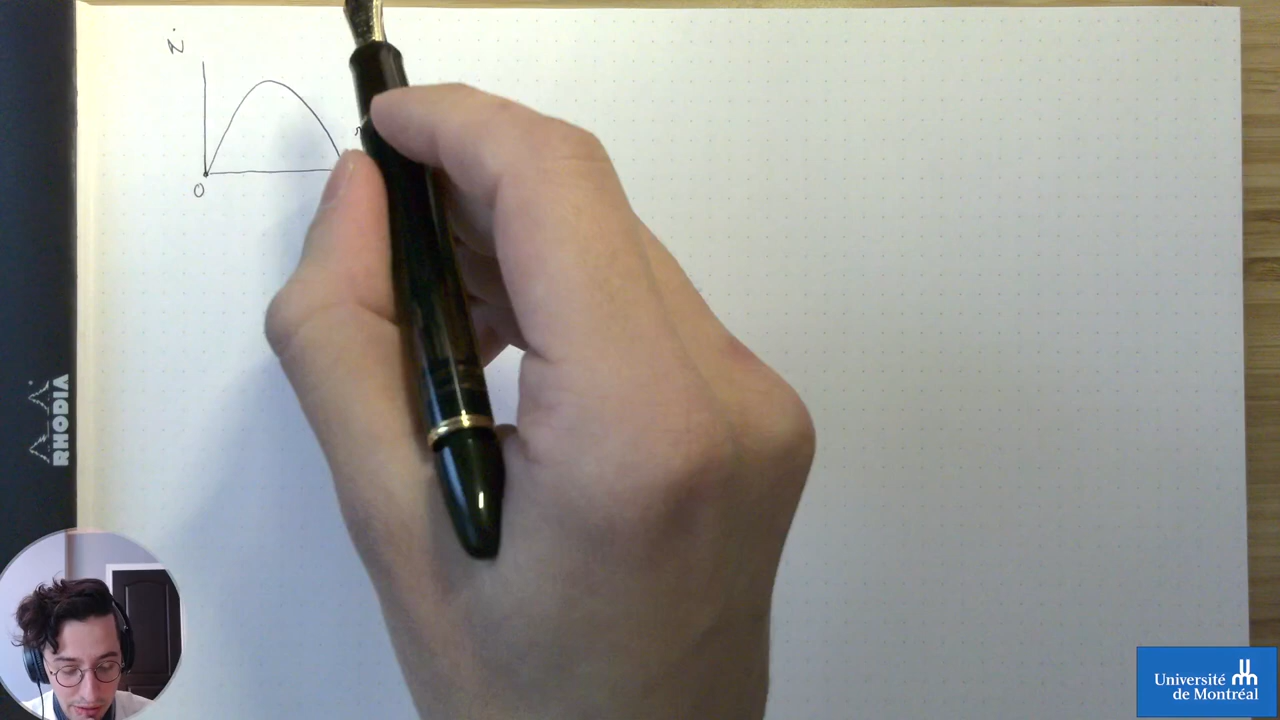 Ṅ
0
RHODIA
Université
de Montréal